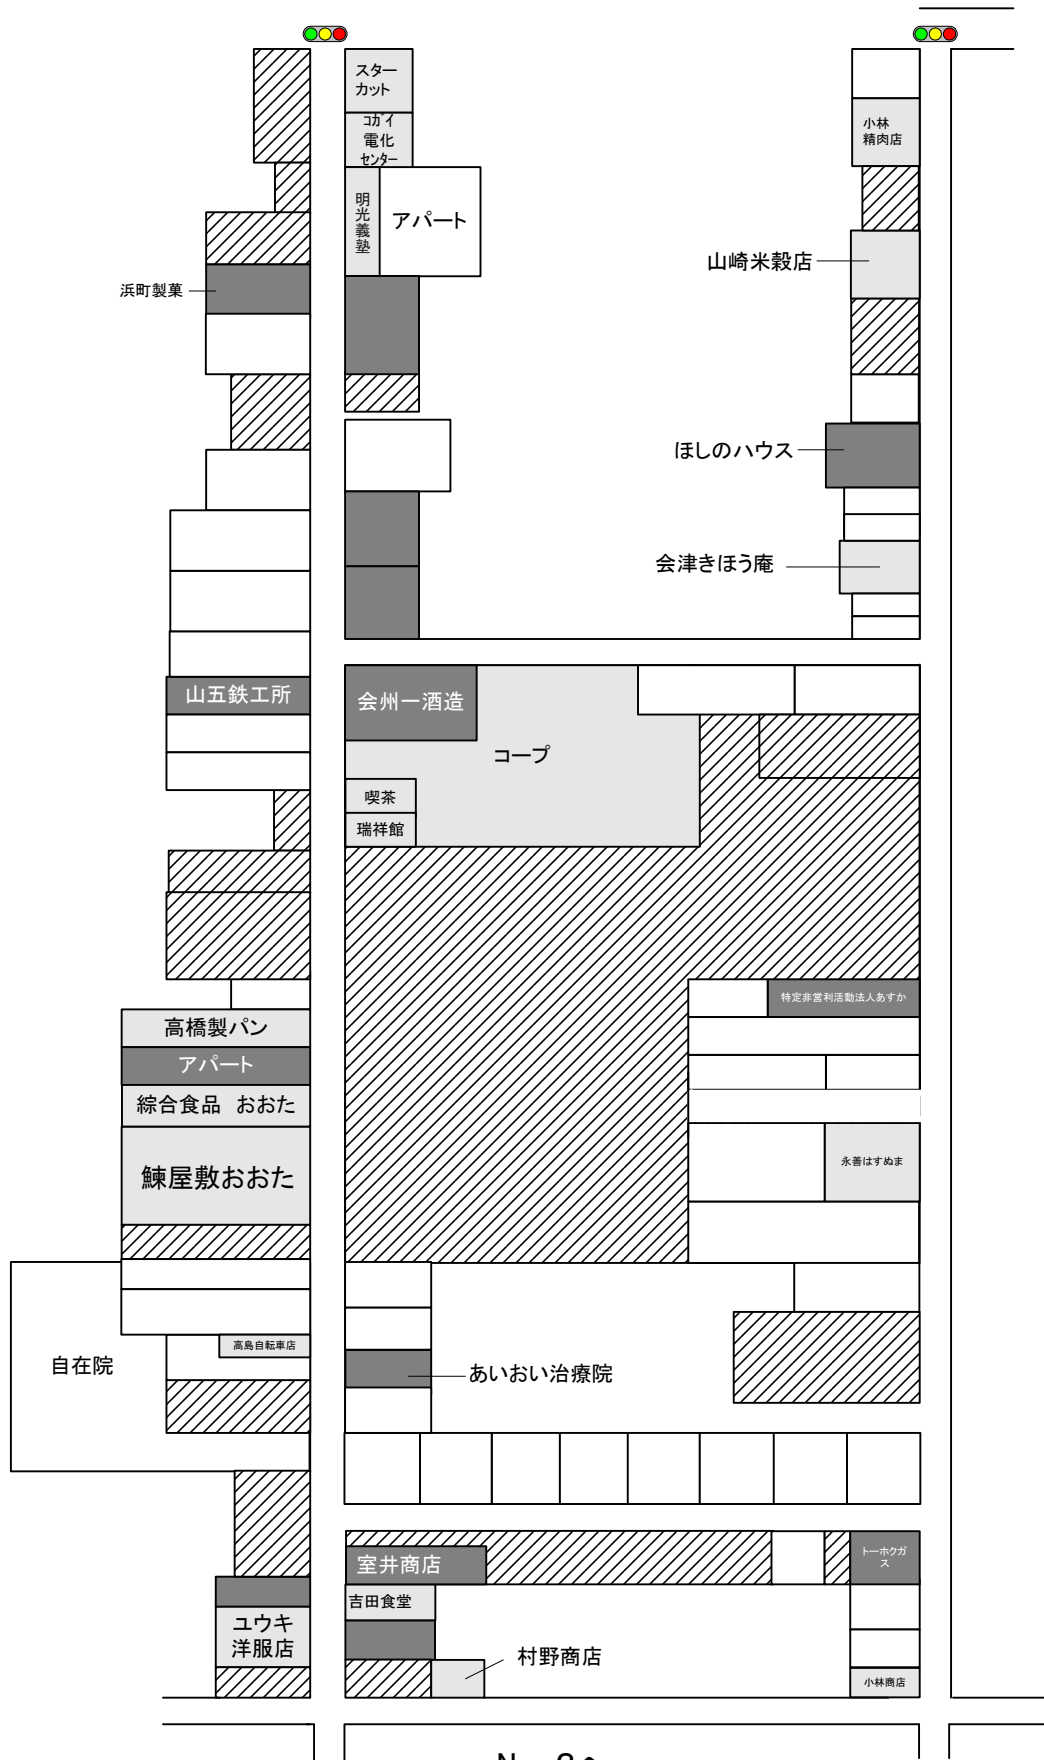 スター
カット
コガイ
電化
センター
小林
精肉店
明光義塾
アパート
山崎米穀店
浜町製菓
ほしのハウス
会津きほう庵
山五鉄工所
会州一酒造
コープ
喫茶
瑞祥館
特定非営利活動法人あすか
高橋製パン
アパート
綜合食品 おおた
永善はすぬま
鰊屋敷おおた
高島自転車店
自在院
あいおい治療院
トーホクガ
ス
室井商店
吉田食堂
ユウキ
洋服店
村野商店
小林商店